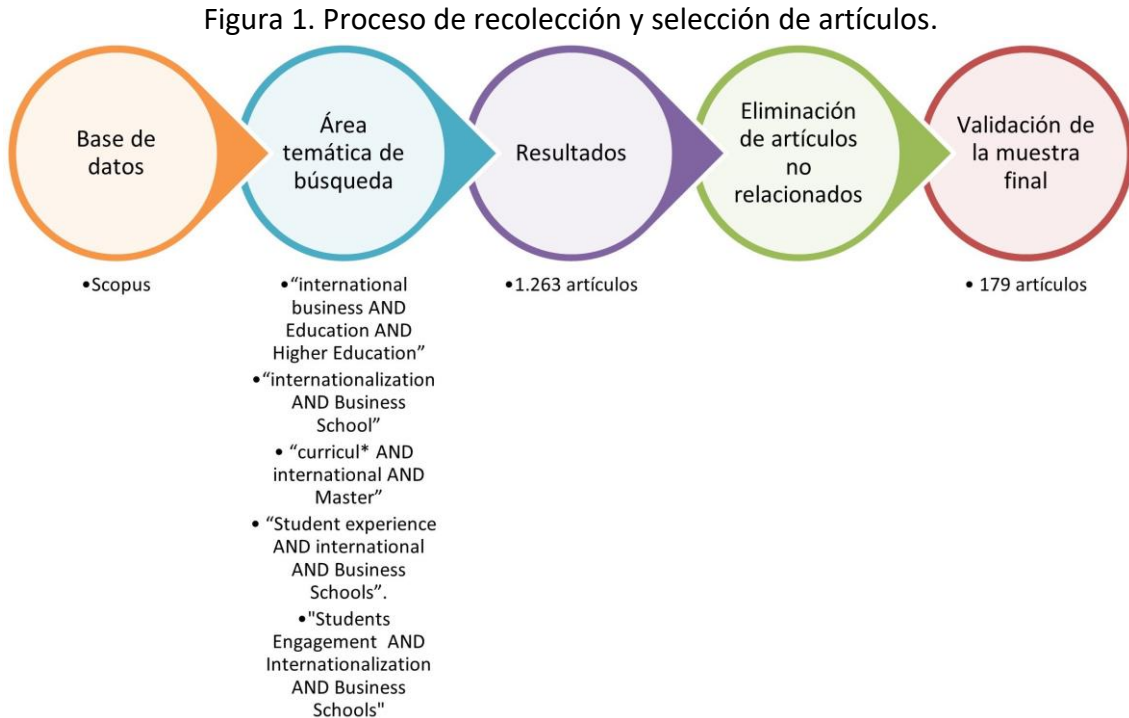 Figura 1. Proceso de recolección y selección de artículos.
Base de
datos
•Scopus
Área
temática de
búsqueda
•“international
business AND
Education AND
Higher Education”
•“internationalization
AND Business
School”
• “curricul* AND
international AND
Master”
• “Student experience
AND international
AND Business
Schools”.
•"Students
Engagement  AND
Internationalization
AND Business
Schools"
Resultados
•1.263 artículos
Eliminación
de artículos
no
relacionados
Validación de
la muestra
final
• 179 artículos